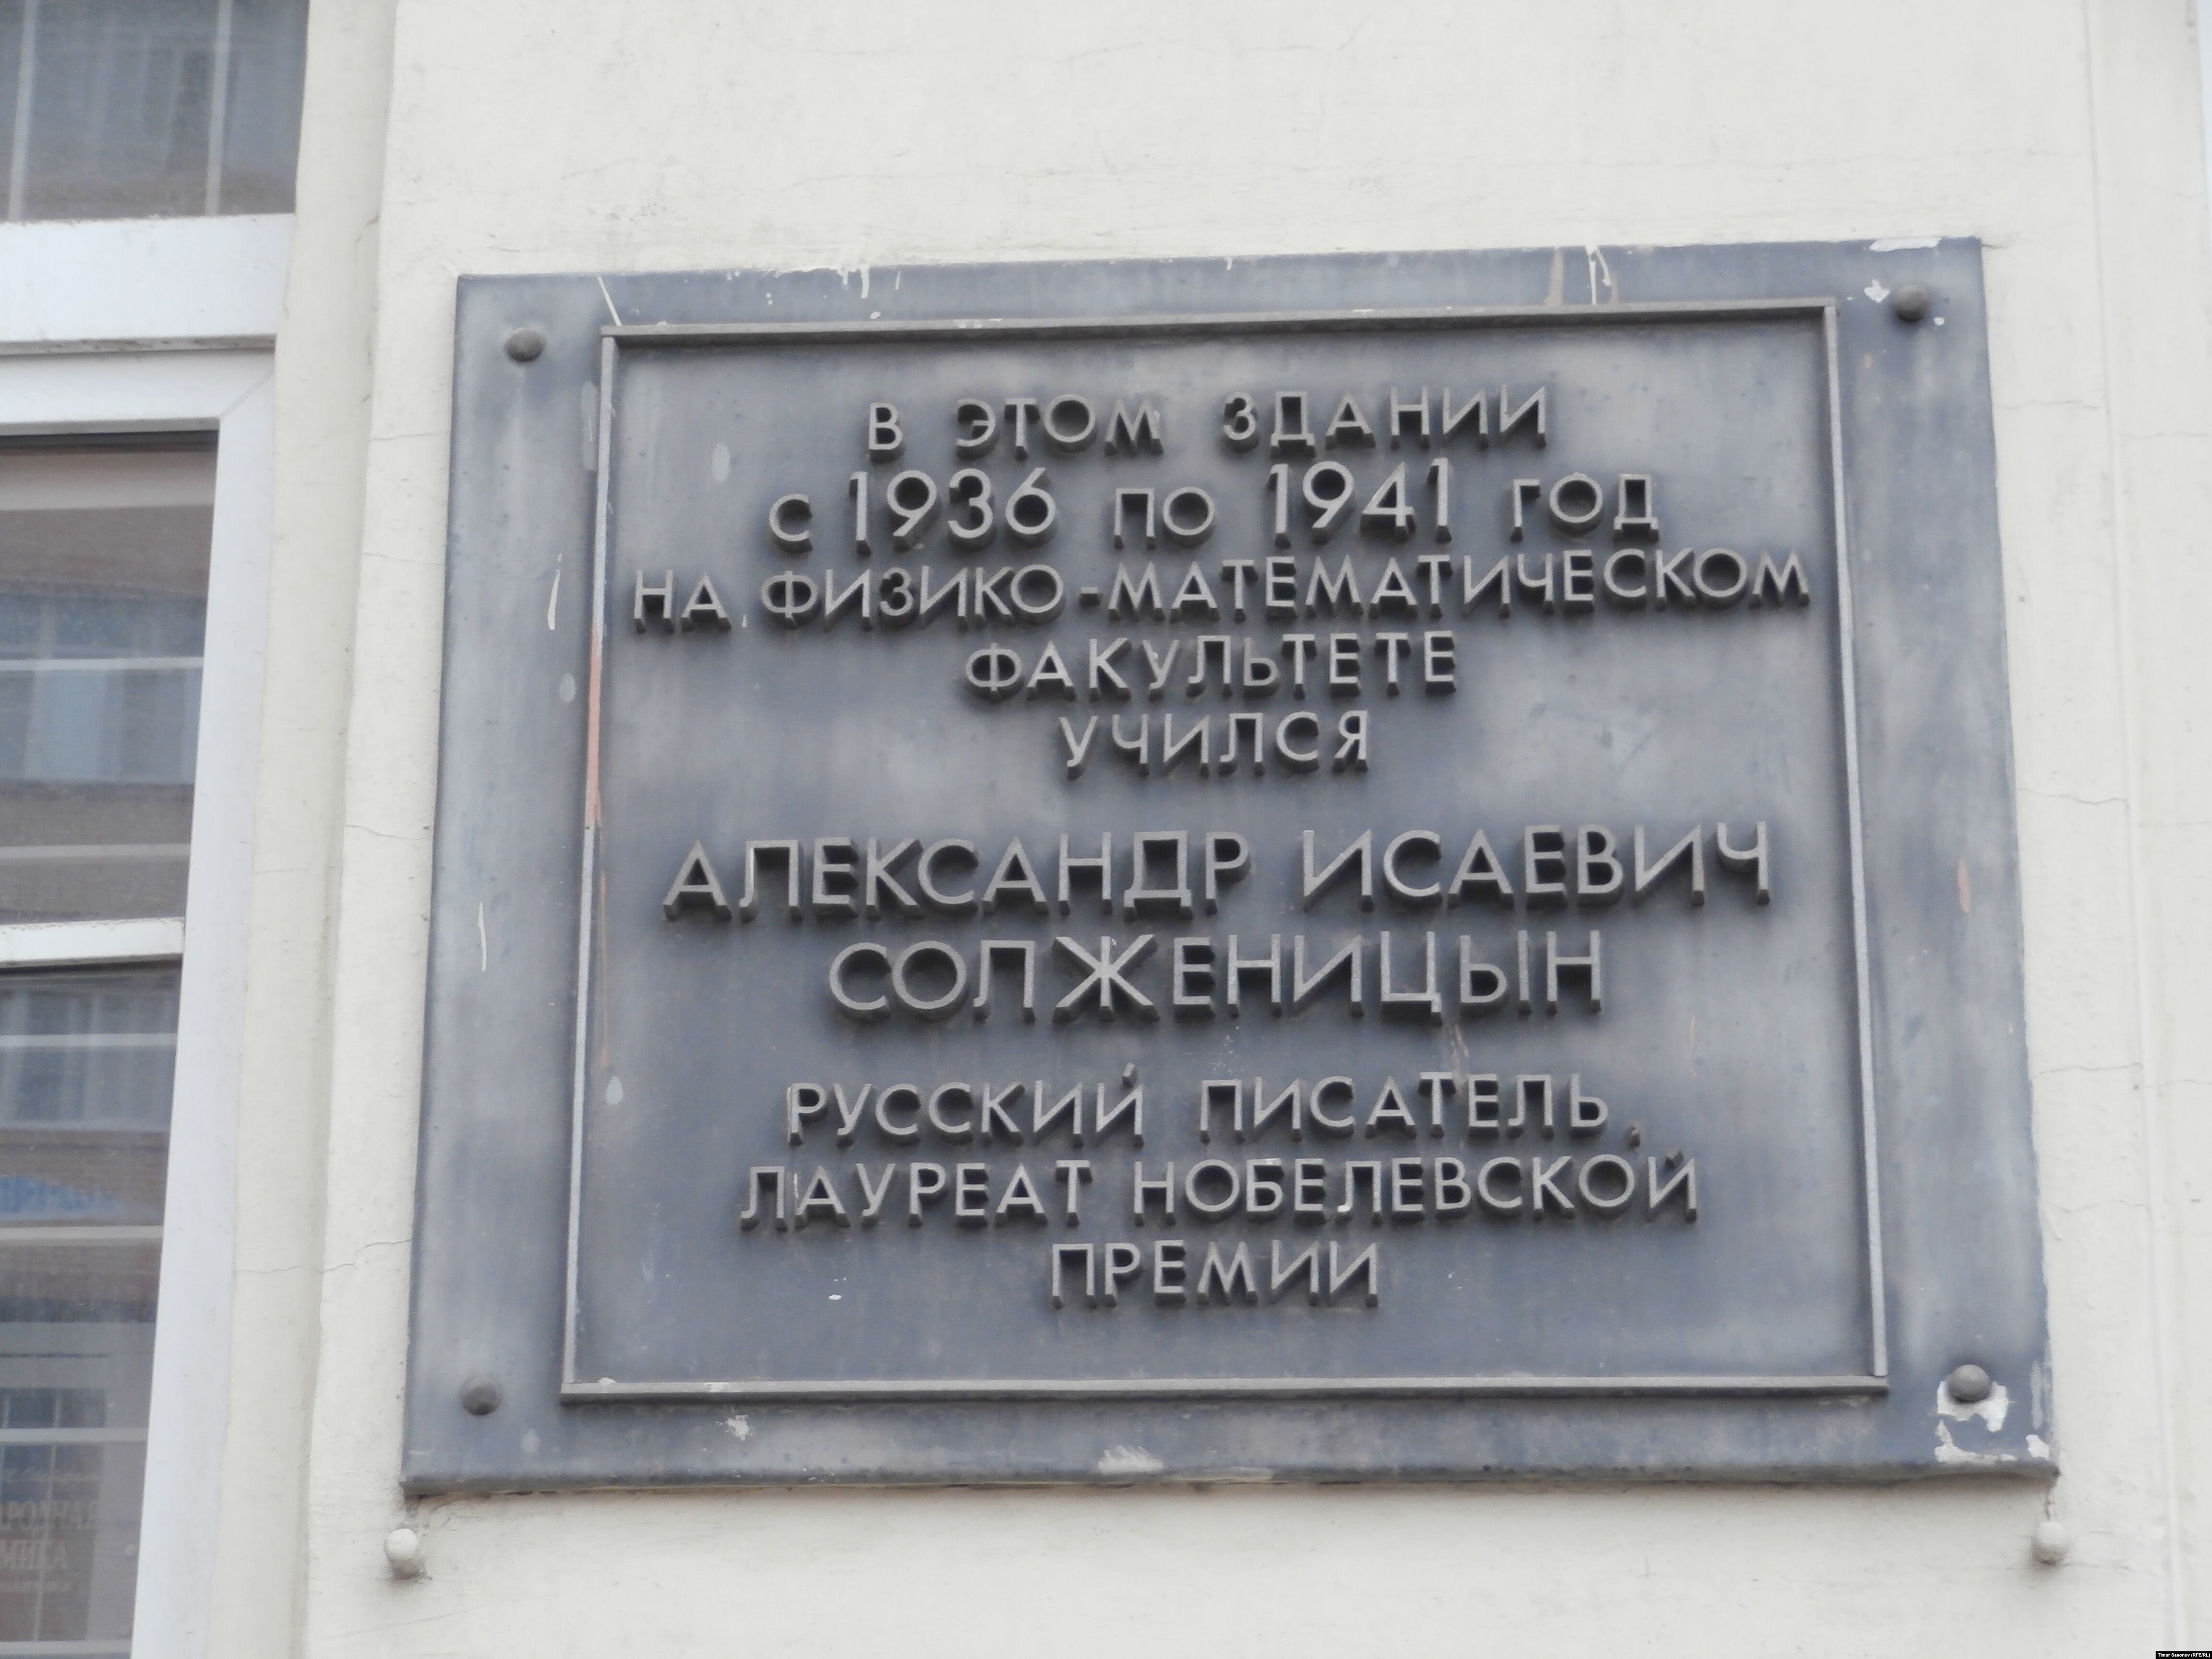 В ЭТОМ ЗДАНИИ
С 1936 ПО 1941 ГОД
НА ФИЗИКО-МАТЕМАТИЧЕСКОМ
ФАКУЛЬТЕТЕ
УЧИЛСЯ
АЛЕКСАНДР ИСАЕВИЧ
СОЛЖЕНИЦЫН
РУССКИЙ ПИСАТЕЛЬ,
ЛАУРЕАТ НОБЕЛЕВСКОЙ
ПРЕМИИ